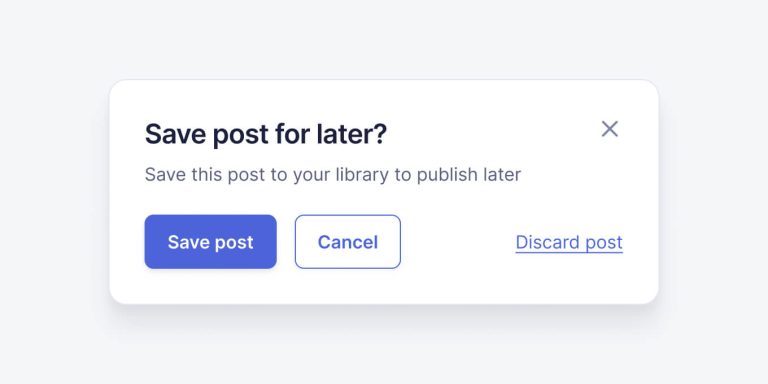 Save post for later?
Save this post to your library to publish later
Save post
Cancel
Discard post